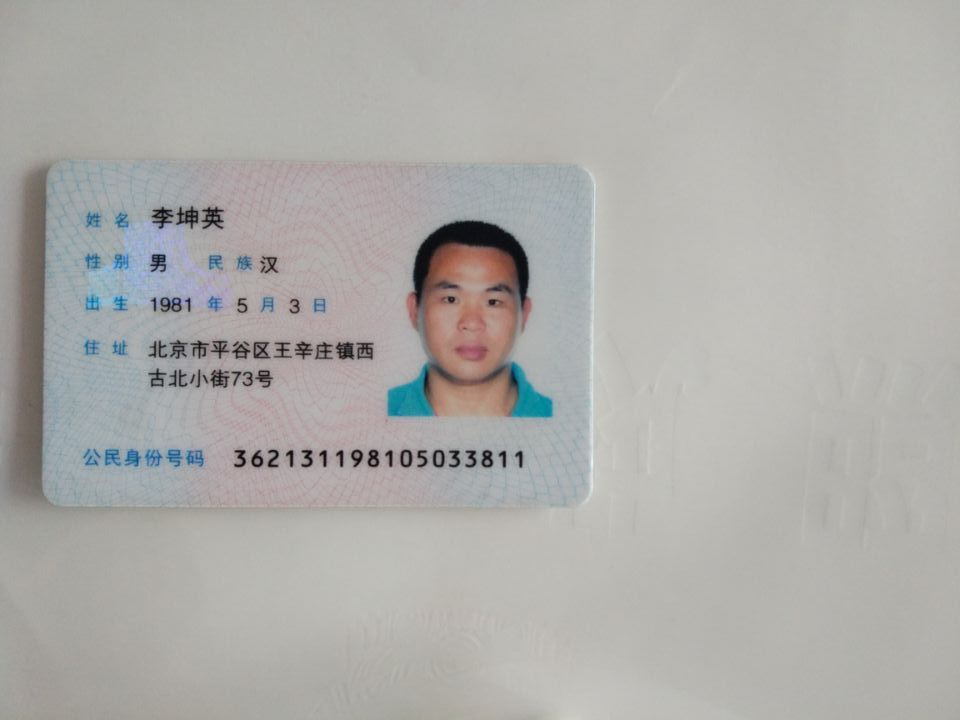 姓名 李坤英
性别 男 民族 汉
出生 1981 年 5 月 3 日
住址 北京市平谷区王辛庄镇西
古北小街73号
公民身份号码 362131198105033811